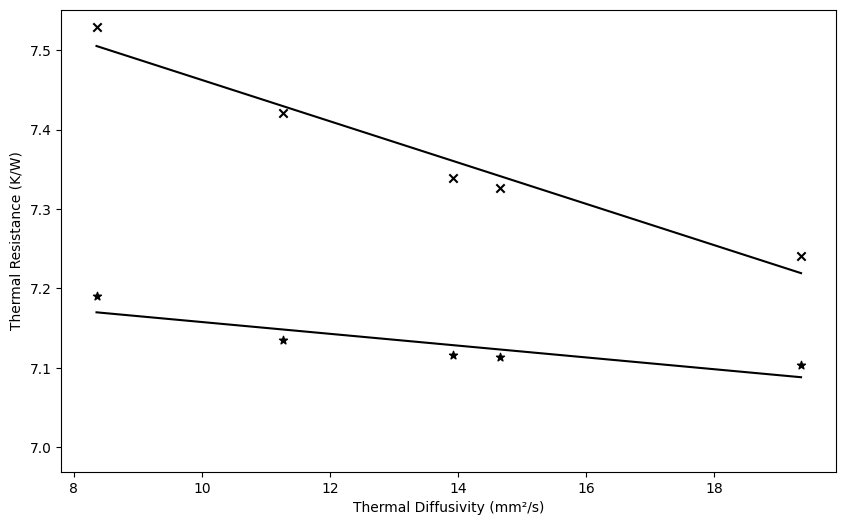 7.5
7.4
7.3
7.2
7.1
7.0
Thermal Resistance (K/W)
8 10 12 14 16 18
Thermal Diffusivity (mm²/s)